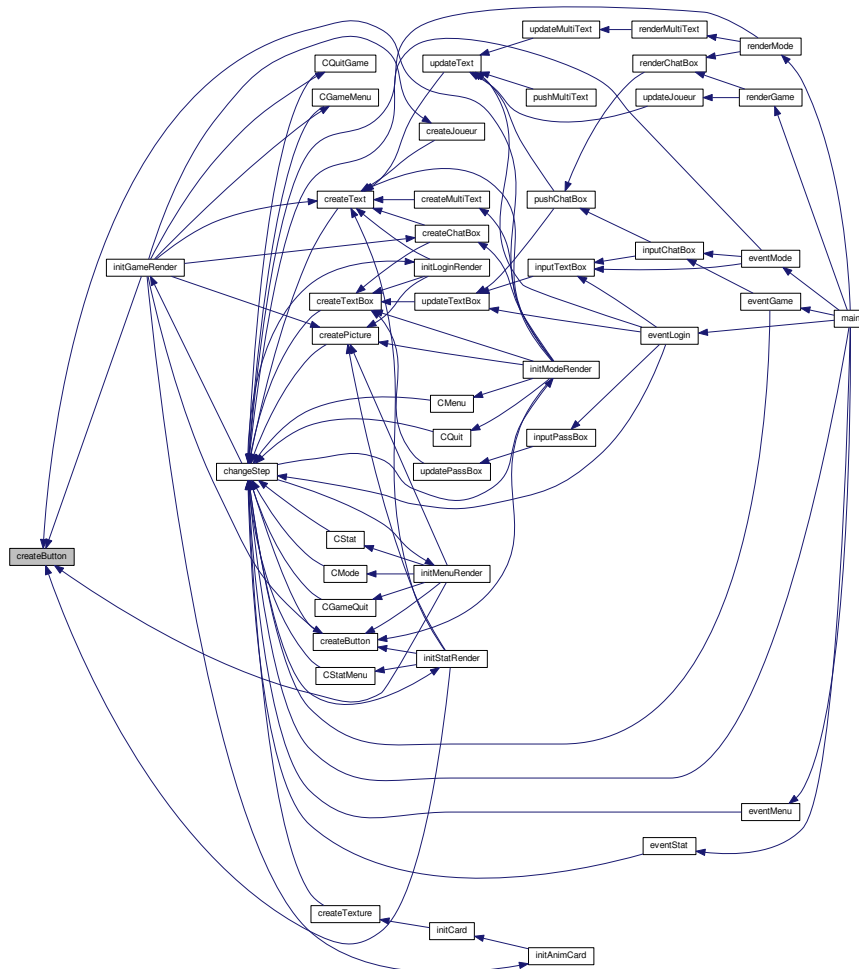 updateMultiText
renderMultiText
renderMode
CQuitGame
updateText
renderChatBox
CGameMenu
pushMultiText
updateJoueur
renderGame
createJoueur
createText
createMultiText
pushChatBox
createChatBox
inputChatBox
eventMode
initGameRender
initLoginRender
inputTextBox
createTextBox
updateTextBox
eventGame
main
createPicture
eventLogin
initModeRender
CMenu
CQuit
inputPassBox
changeStep
updatePassBox
CStat
createButton
CMode
initMenuRender
CGameQuit
createButton
initStatRender
CStatMenu
eventMenu
eventStat
createTexture
initCard
initAnimCard